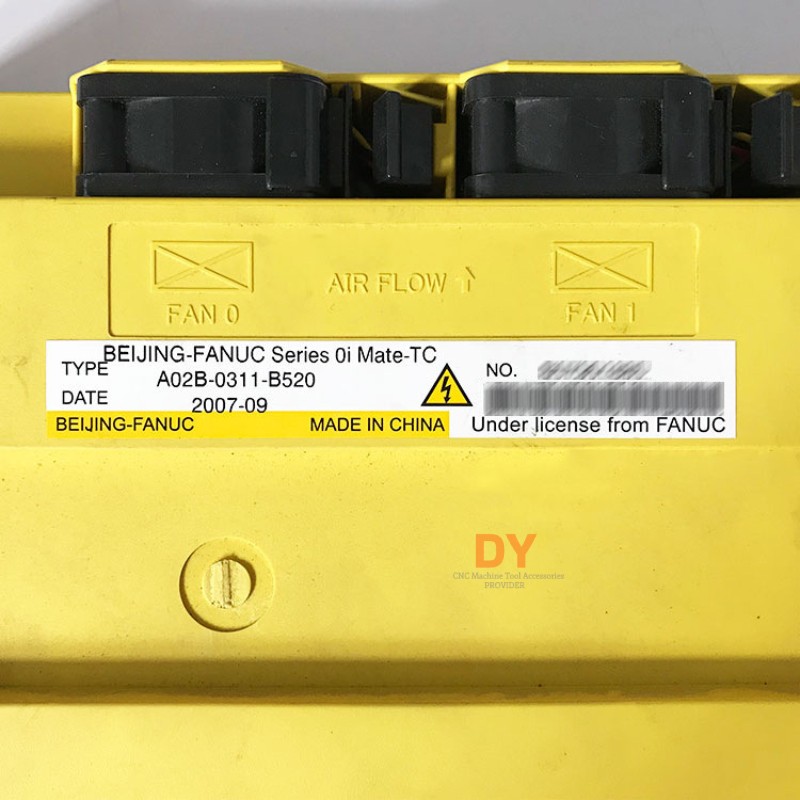 AIR FLOW ↑
FAN 0
FAN 1
BEIJING-FANUC Series 0i Mate-TC
TYPE A02B-0311-B520
DATE 2007-09
NO.
BEIJING-FANUC MADE IN CHINA
Under license from FANUC
DY
CNC Machine Tool Accessories
PROVIDER